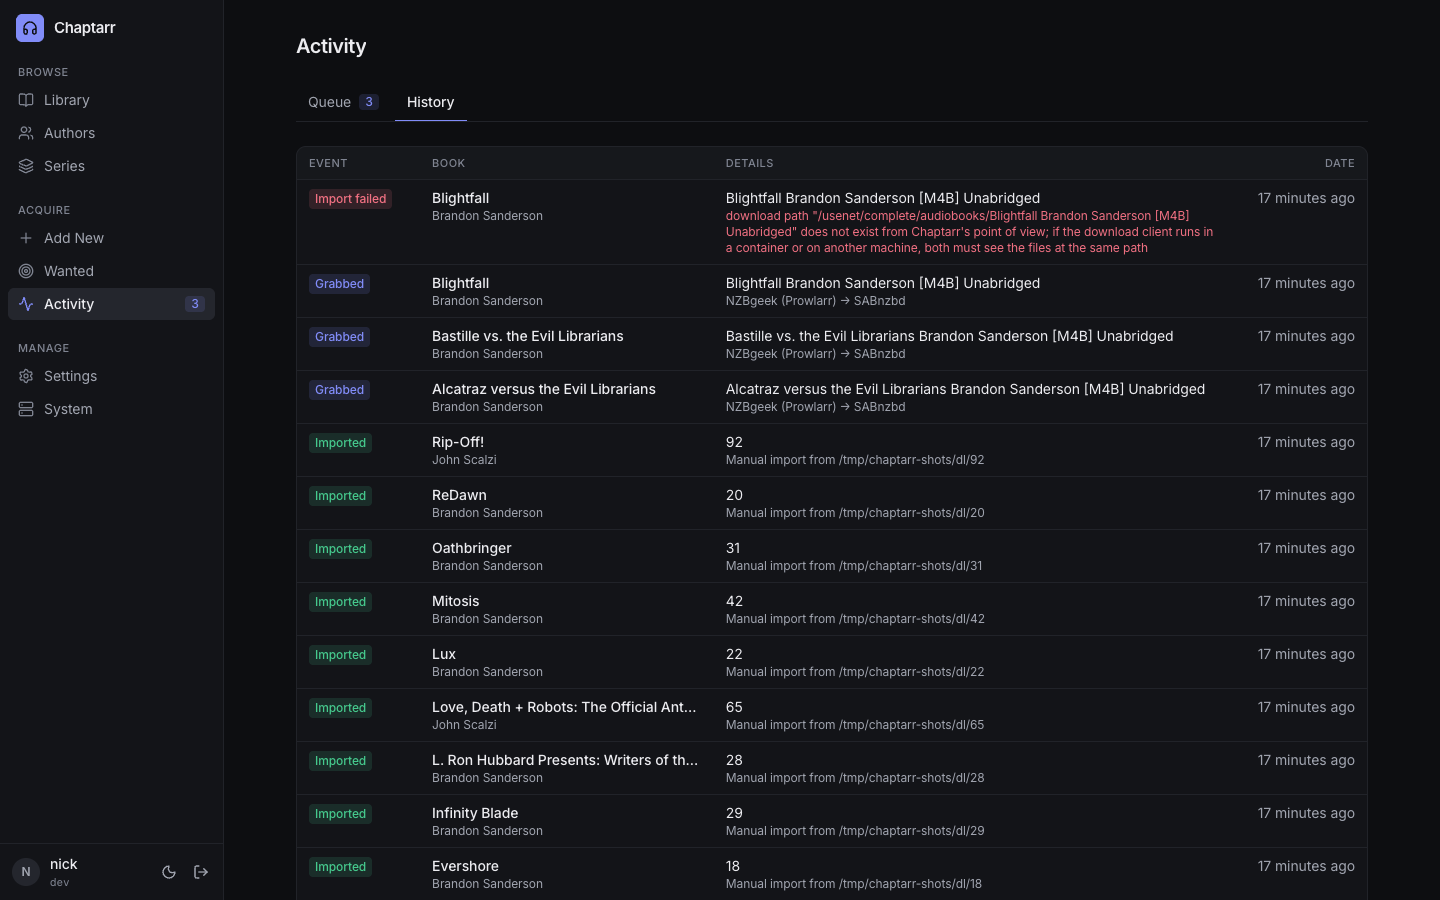 Chaptarr
BROWSE
Library
Authors
Series
ACQUIRE
Add New
Wanted
Activity 3
MANAGE
Settings
System
N
nick
dev
Activity
Queue 3 History
EVENT BOOK DETAILS DATE
Import failed Blightfall Blightfall Brandon Sanderson [M4B] Unabridged 17 minutes ago
Brandon Sanderson download path "/usenet/complete/audiobooks/Blightfall Brandon Sanderson [M4B]
Unabridged" does not exist from Chaptarr's point of view; if the download client runs in
a container or on another machine, both must see the files at the same path
Grabbed Blightfall Blightfall Brandon Sanderson [M4B] Unabridged 17 minutes ago
Brandon Sanderson NZBgeek (Prowlarr) → SABnzbd
Grabbed Bastille vs. the Evil Librarians Bastille vs. the Evil Librarians Brandon Sanderson [M4B] Unabridged 17 minutes ago
Brandon Sanderson NZBgeek (Prowlarr) → SABnzbd
Grabbed Alcatraz versus the Evil Librarians Alcatraz versus the Evil Librarians Brandon Sanderson [M4B] Unabridged 17 minutes ago
Brandon Sanderson NZBgeek (Prowlarr) → SABnzbd
Imported Rip-Off! 92 17 minutes ago
John Scalzi Manual import from /tmp/chaptarr-shots/dl/92
Imported ReDawn 20 17 minutes ago
Brandon Sanderson Manual import from /tmp/chaptarr-shots/dl/20
Imported Oathbringer 31 17 minutes ago
Brandon Sanderson Manual import from /tmp/chaptarr-shots/dl/31
Imported Mitosis 42 17 minutes ago
Brandon Sanderson Manual import from /tmp/chaptarr-shots/dl/42
Imported Lux 22 17 minutes ago
Brandon Sanderson Manual import from /tmp/chaptarr-shots/dl/22
Imported Love, Death + Robots: The Official Ant... 65 17 minutes ago
John Scalzi Manual import from /tmp/chaptarr-shots/dl/65
Imported L. Ron Hubbard Presents: Writers of th... 28 17 minutes ago
Brandon Sanderson Manual import from /tmp/chaptarr-shots/dl/28
Imported Infinity Blade 29 17 minutes ago
Brandon Sanderson Manual import from /tmp/chaptarr-shots/dl/29
Imported Evershore 18 17 minutes ago
Brandon Sanderson Manual import from /tmp/chaptarr-shots/dl/18